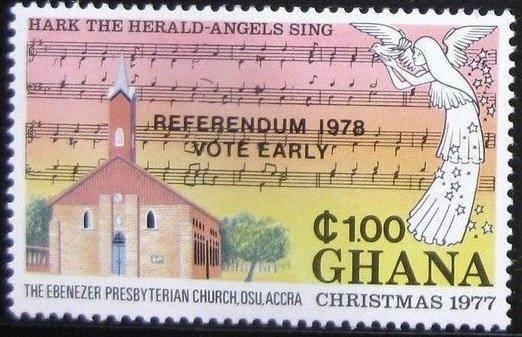 HARK THE HERALD-ANGELS SING
REFERENDUM 1978
VOTE EARLY
₵1.00
GHANA
THE EBENEZER PRESBYTERIAN CHURCH, OSU, ACCRA
CHRISTMAS 1977